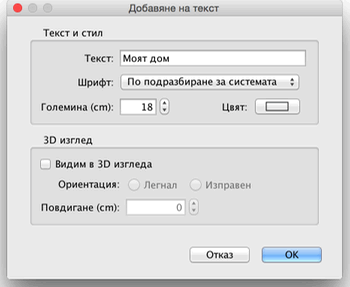 Добавяне на текст
Текст и стил
Текст: Моят дом
Шрифт: По подразбиране за системата
Големина (cm): 18 Цвят:
3D изглед
Видим в 3D изгледа
Ориентация: Легнал Изправен
Повдигане (cm): 0
Отказ OK